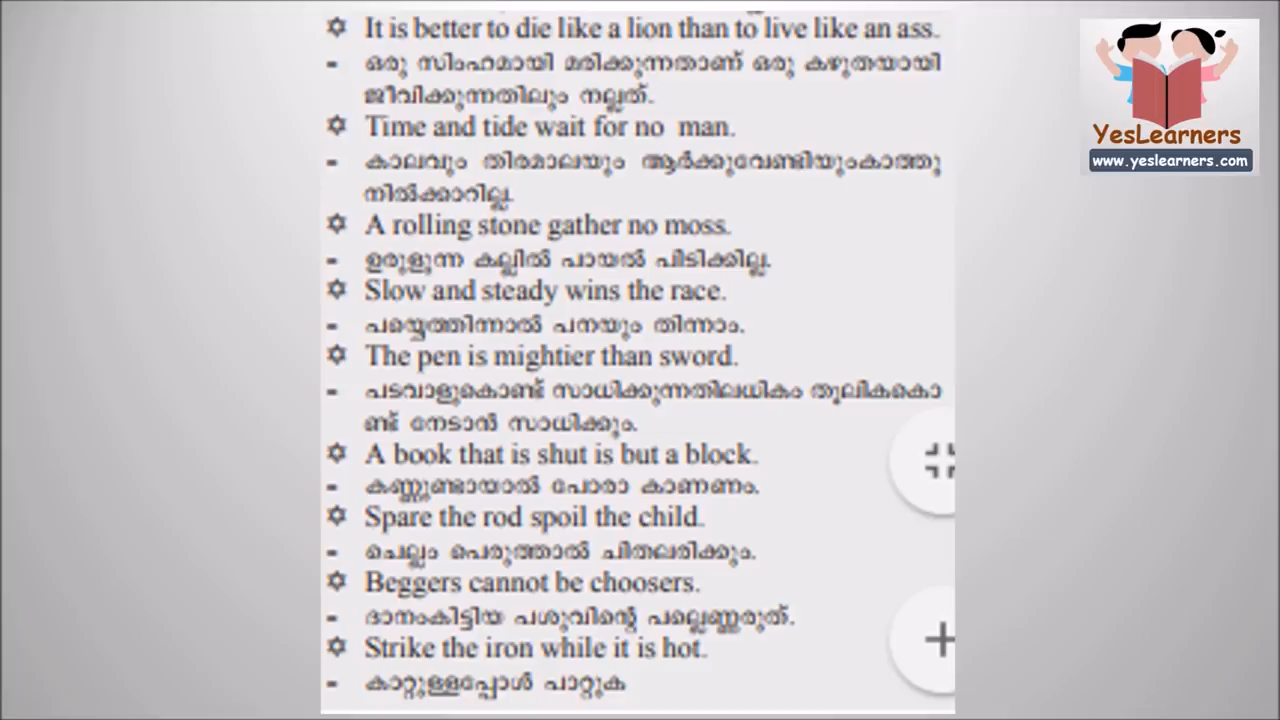 It is better to die like a lion than to live like an ass.
- ഒരു സിംഹമായി മരിക്കുന്നതാണ് ഒരു കഴുതയായി
ജീവിക്കുന്നതിലും നല്ലത്.
Time and tide wait for no man.
- കാലവും തിരമാലയും ആർക്കുവേണ്ടിയുംകാത്തു
നിൽക്കാറില്ല.
A rolling stone gather no moss.
- ഉരുളുന്ന കല്ലിൽ പായൽ പിടിക്കില്ല.
Slow and steady wins the race.
- പയ്യെത്തിന്നാൽ പനയും തിന്നാം.
The pen is mightier than sword.
- പടവാളുകൊണ്ട് സാധിക്കുന്നതിലധികം തൂലികകൊ
ണ്ട് നേടാൻ സാധിക്കും.
A book that is shut is but a block.
- കണ്ണുണ്ടായാൽ പോരാ കാണണം.
Spare the rod spoil the child.
- ചെല്ലം പെരുത്താൽ ചിതലരിക്കും.
Beggers cannot be choosers.
- ദാനംകിട്ടിയ പശുവിന്റെ പല്ലെണ്ണരുത്.
Strike the iron while it is hot.
- കാറ്റുള്ളപ്പോൾ പാറ്റുക
YesLearners
www.yeslearners.com